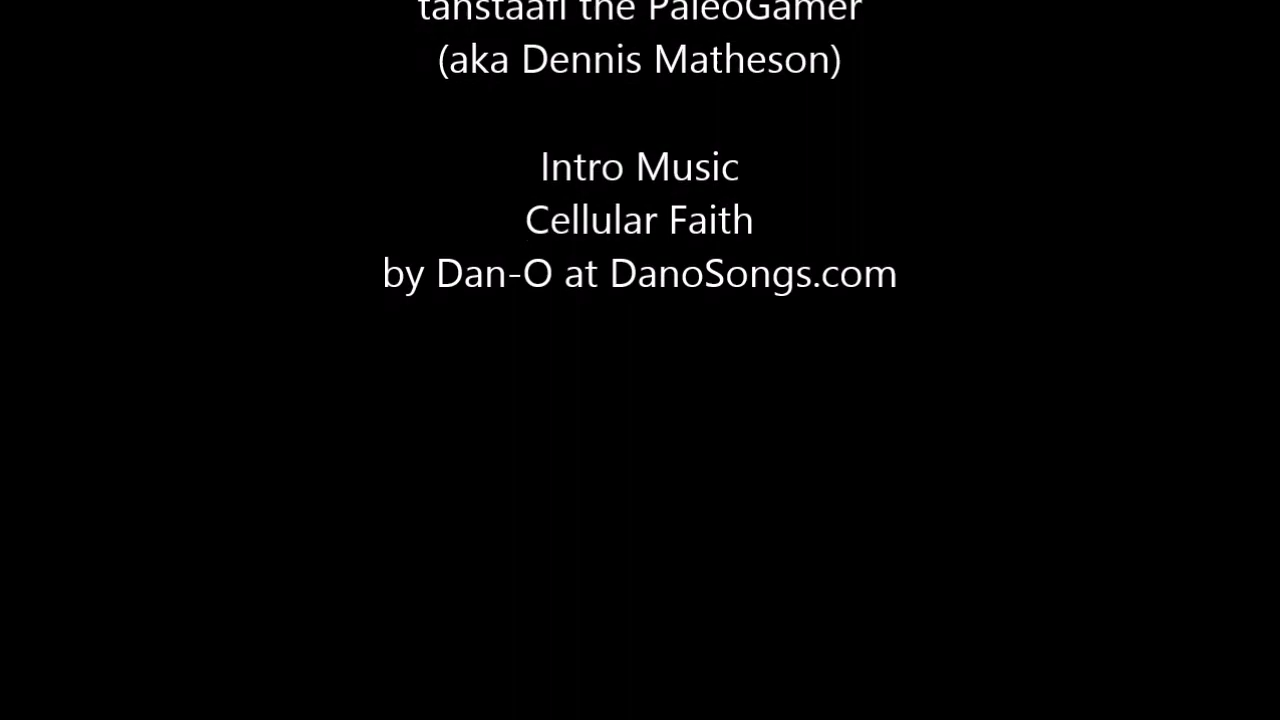 tanstaafl the PaleoGamer
(aka Dennis Matheson)
Intro Music
Cellular Faith
by Dan-O at DanoSongs.com